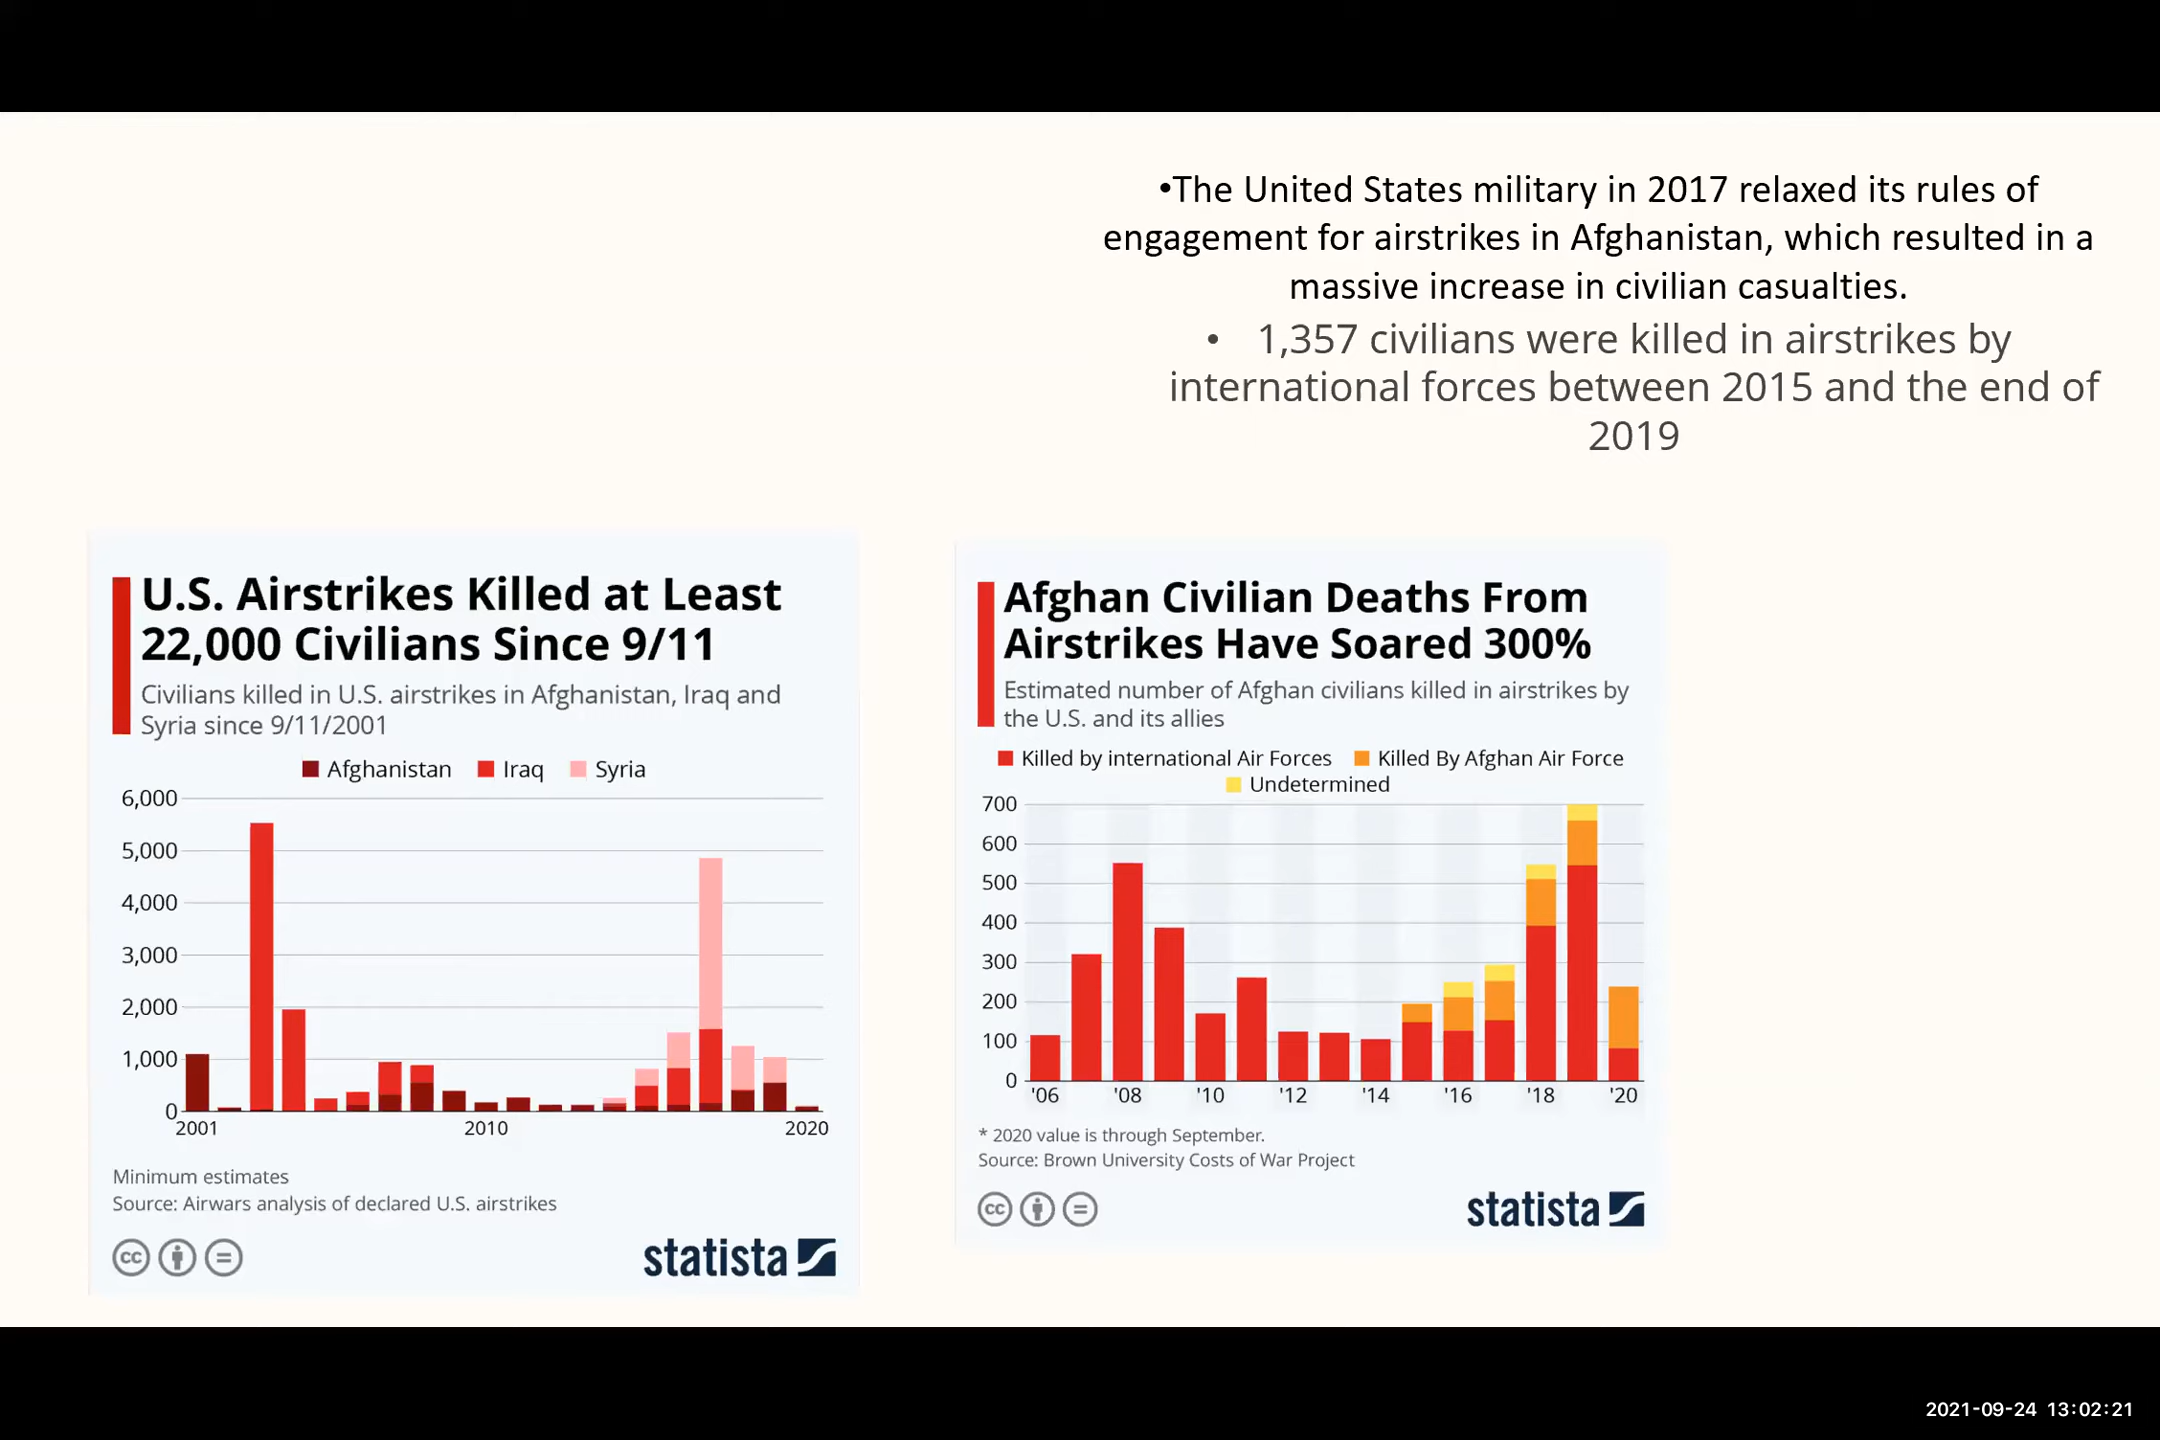 •The United States military in 2017 relaxed its rules of
engagement for airstrikes in Afghanistan, which resulted in a
massive increase in civilian casualties.
• 1,357 civilians were killed in airstrikes by
international forces between 2015 and the end of
2019
U.S. Airstrikes Killed at Least
22,000 Civilians Since 9/11
Civilians killed in U.S. airstrikes in Afghanistan, Iraq and
Syria since 9/11/2001
Afghanistan Iraq Syria
6,000
5,000
4,000
3,000
2,000
1,000
0
2001 2010 2020
Minimum estimates
Source: Airwars analysis of declared U.S. airstrikes
cc =
statista
Afghan Civilian Deaths From
Airstrikes Have Soared 300%
Estimated number of Afghan civilians killed in airstrikes by
the U.S. and its allies
Killed by international Air Forces Killed By Afghan Air Force
Undetermined
700
600
500
400
300
200
100
0
'06 '08 '10 '12 '14 '16 '18 '20
* 2020 value is through September.
Source: Brown University Costs of War Project
cc =
statista
2021-09-24 13:02:21